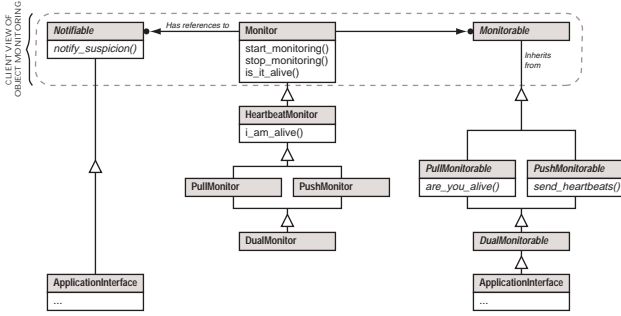 CLIENT VIEW OF
OBJECT MONITORING
Notifiable
notify_suspicion()
Has references to
Monitor
start_monitoring()
stop_monitoring()
is_it_alive()
Monitorable
Inherits
from
HeartbeatMonitor
i_am_alive()
PullMonitor
PushMonitor
DualMonitor
PullMonitorable
are_you_alive()
PushMonitorable
send_heartbeats()
DualMonitorable
ApplicationInterface
...
ApplicationInterface
...